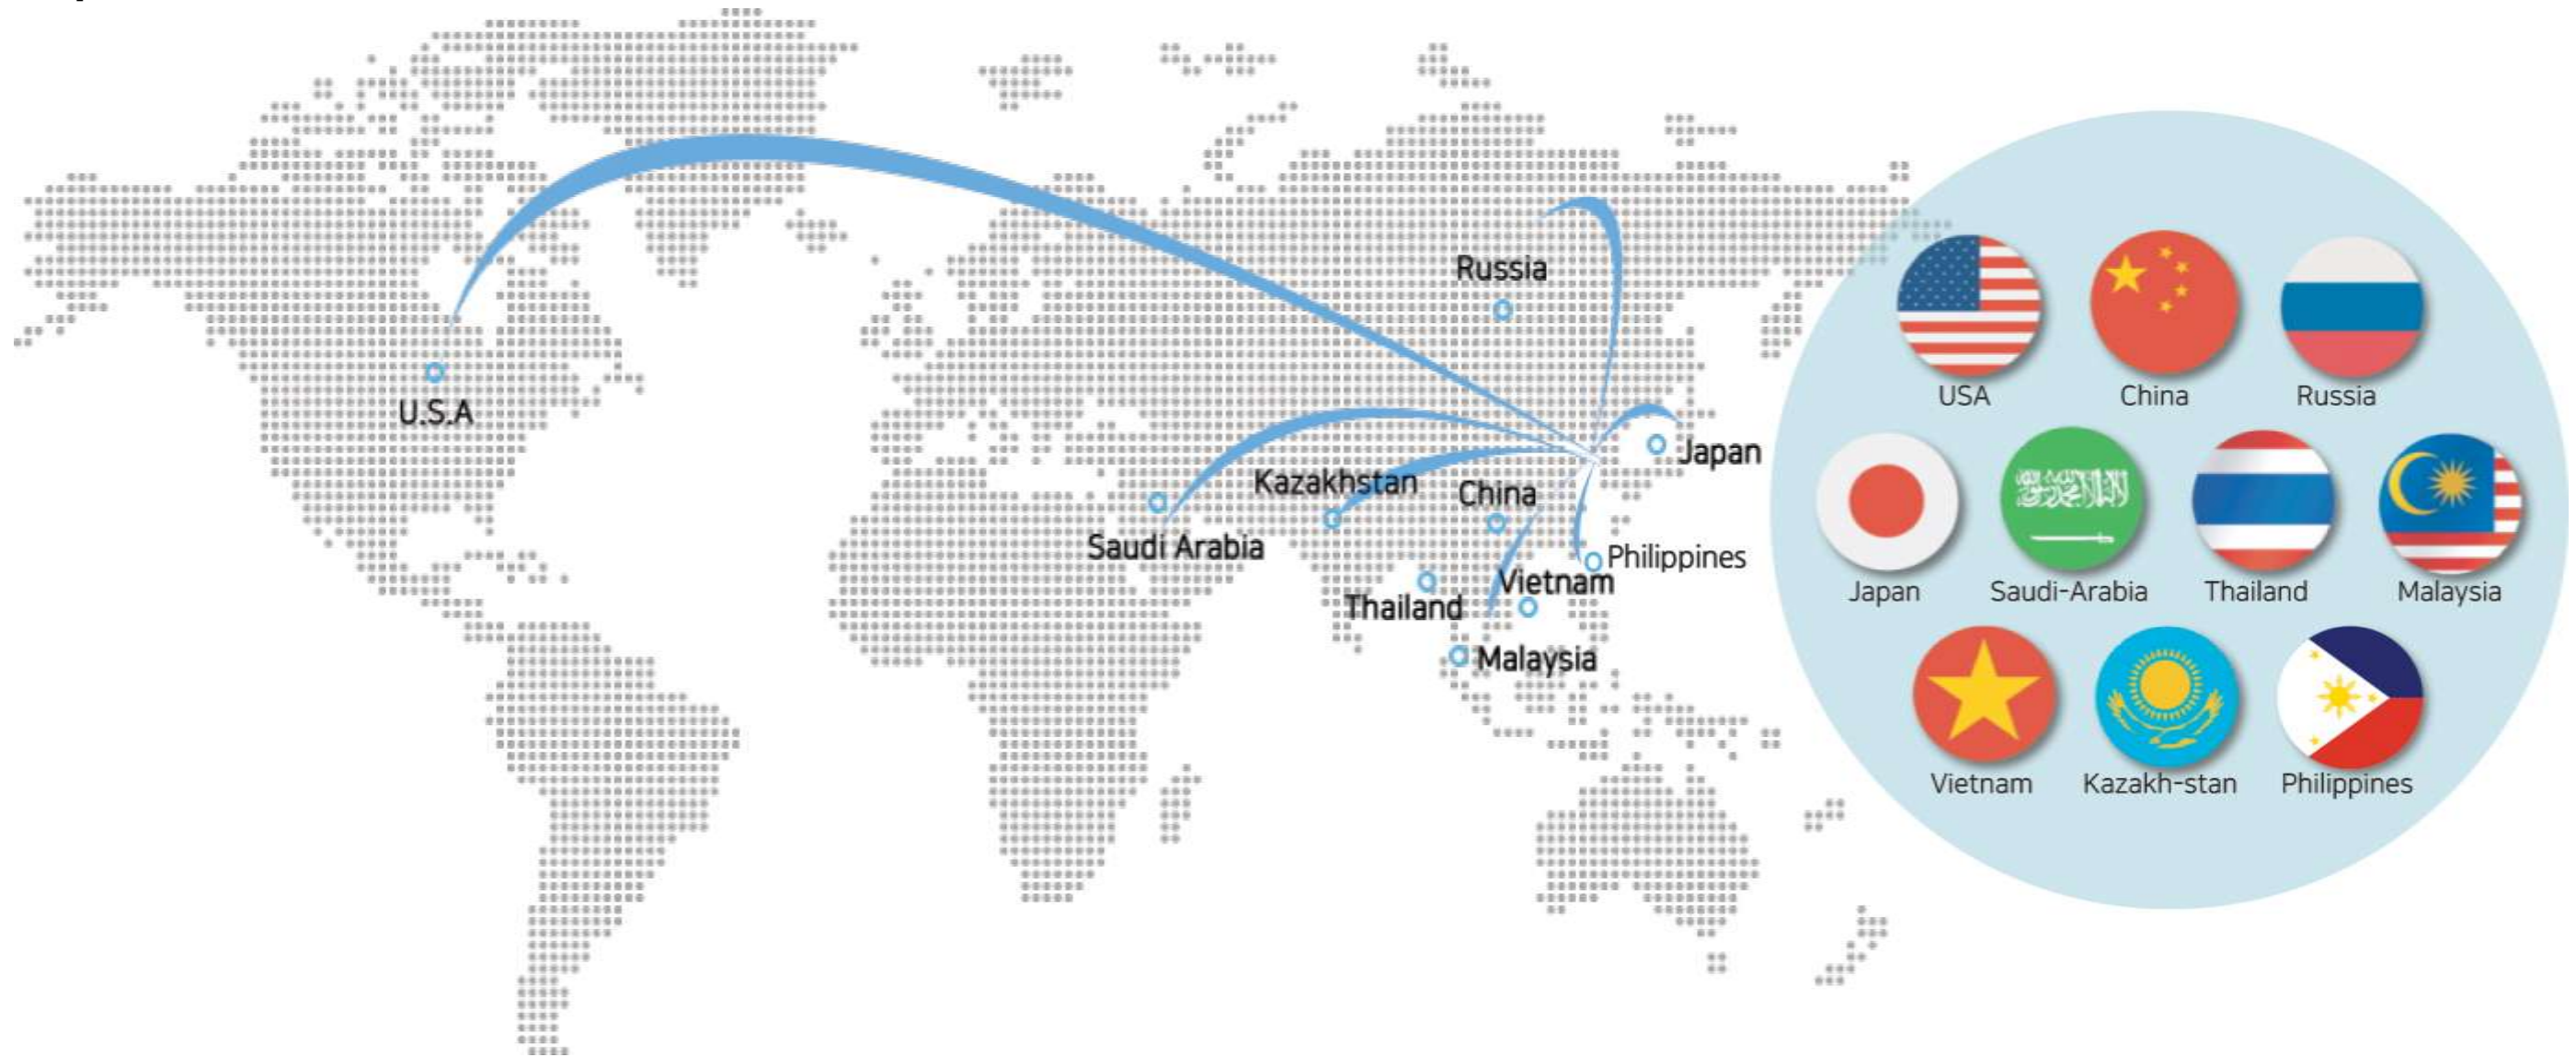 Russia
U.S.A
Japan
Kazakhstan
China
Saudi Arabia
Philippines
Vietnam
Thailand
Malaysia
USA
China
Russia
Japan
Saudi-Arabia
Thailand
Malaysia
Vietnam
Kazakh-stan
Philippines